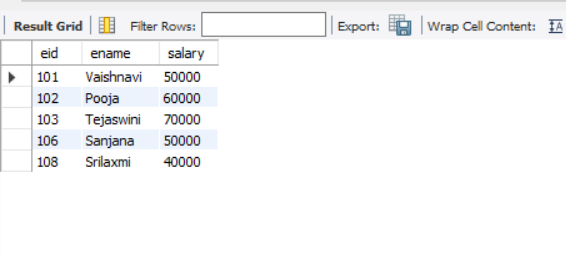 Result Grid Filter Rows: Export: Wrap Cell Content: IA
eid ename salary
101 Vaishnavi 50000
102 Pooja 60000
103 Tejaswini 70000
106 Sanjana 50000
108 Srilaxmi 40000